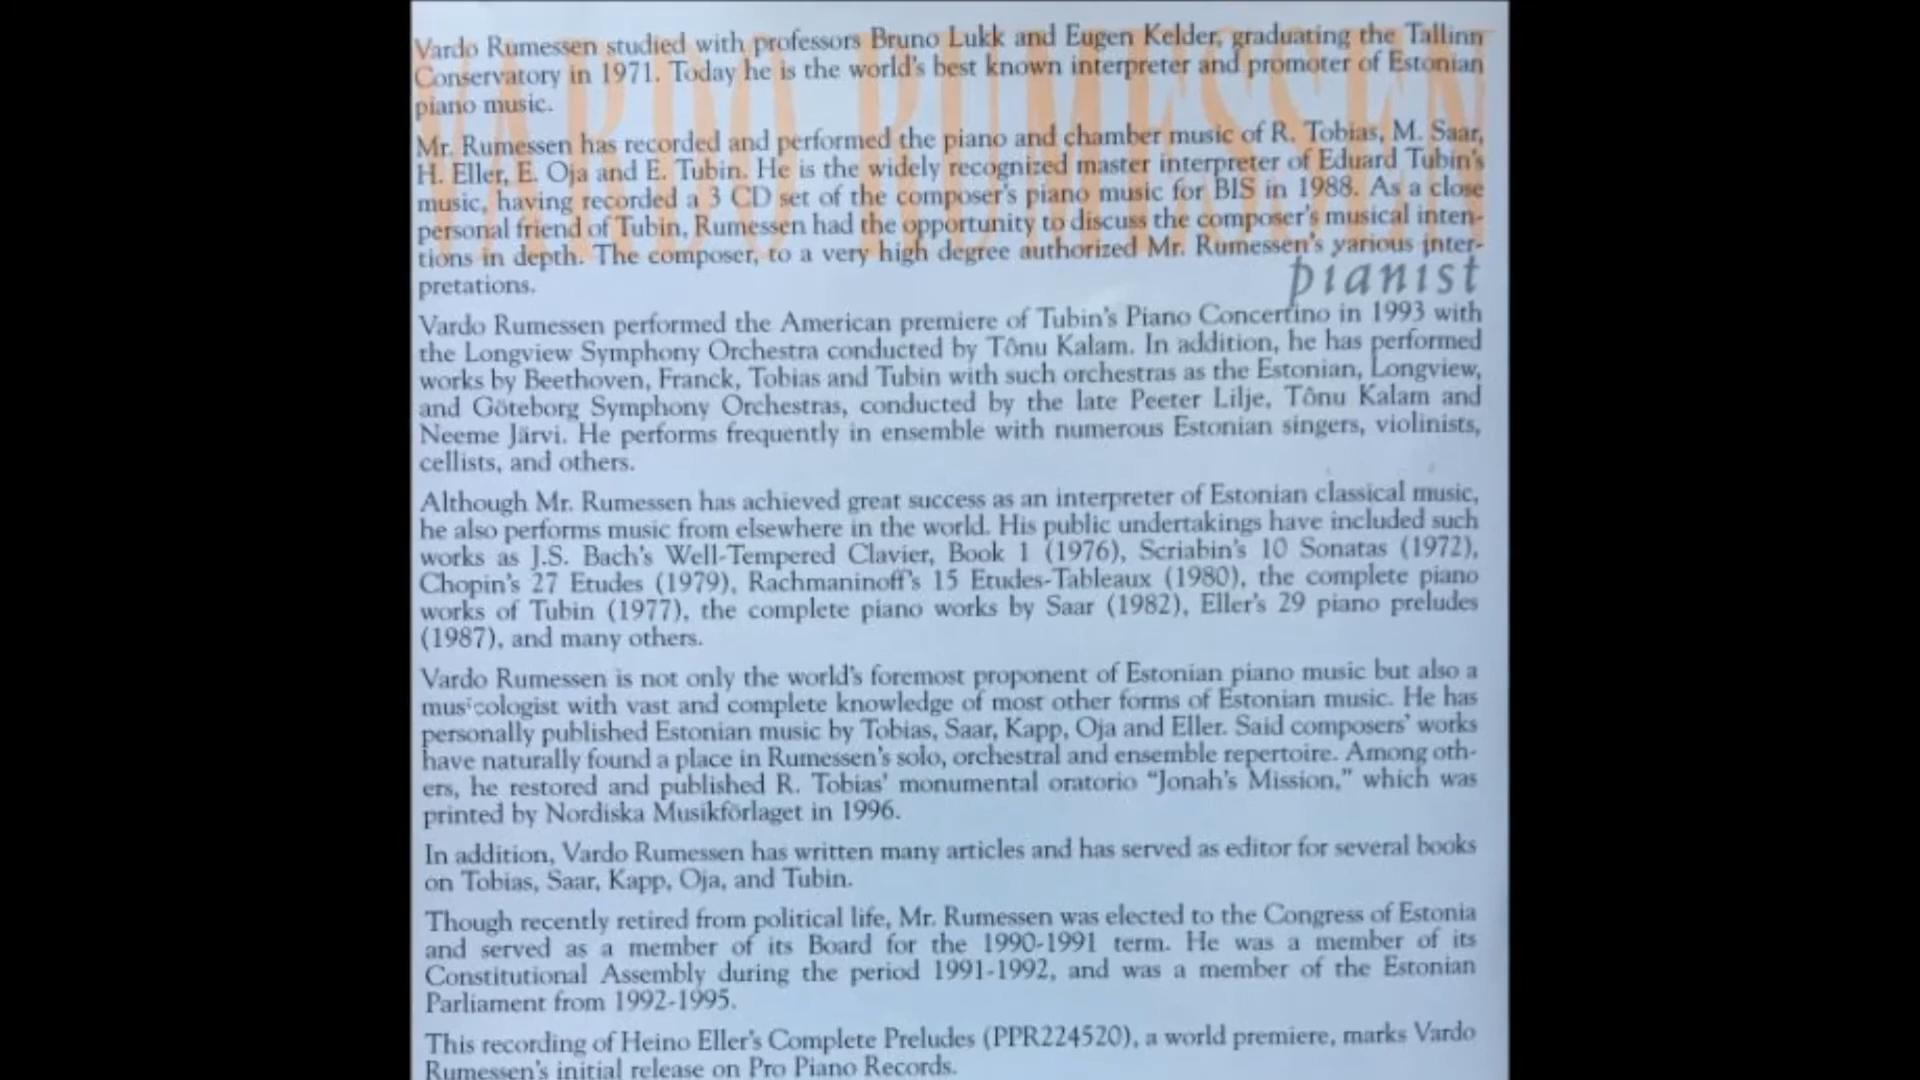 VARDO RUMESSEN
Vardo Rumessen studied with professors Bruno Lukk and Eugen Kelder, graduating the Tallinn
Conservatory in 1971. Today he is the world's best known interpreter and promoter of Estonian
piano music.
Mr. Rumessen has recorded and performed the piano and chamber music of R. Tobias, M. Saar,
H. Eller, E. Oja and E. Tubin. He is the widely recognized master interpreter of Eduard Tubin's
music, having recorded a 3 CD set of the composer's piano music for BIS in 1988. As a close
personal friend of Tubin, Rumessen had the opportunity to discuss the composer's musical inten-
tions in depth. The composer, to a very high degree authorized Mr. Rumessen's various inter-
pretations.
pianist
Vardo Rumessen performed the American premiere of Tubin's Piano Concertino in 1993 with
the Longview Symphony Orchestra conducted by Tônu Kalam. In addition, he has performed
works by Beethoven, Franck, Tobias and Tubin with such orchestras as the Estonian, Longview,
and Göteborg Symphony Orchestras, conducted by the late Peeter Lilje, Tônu Kalam and
Neeme Järvi. He performs frequently in ensemble with numerous Estonian singers, violinists,
cellists, and others.
Although Mr. Rumessen has achieved great success as an interpreter of Estonian classical music,
he also performs music from elsewhere in the world. His public undertakings have included such
works as J.S. Bach's Well-Tempered Clavier, Book 1 (1976), Scriabin's 10 Sonatas (1972),
Chopin's 27 Etudes (1979), Rachmaninoff's 15 Etudes-Tableaux (1980), the complete piano
works of Tubin (1977), the complete piano works by Saar (1982), Eller's 29 piano preludes
(1987), and many others.
Vardo Rumessen is not only the world's foremost proponent of Estonian piano music but also a
musicologist with vast and complete knowledge of most other forms of Estonian music. He has
personally published Estonian music by Tobias, Saar, Kapp, Oja and Eller. Said composers' works
have naturally found a place in Rumessen's solo, orchestral and ensemble repertoire. Among oth-
ers, he restored and published R. Tobias' monumental oratorio “Jonah's Mission,” which was
printed by Nordiska Musikförlaget in 1996.
In addition, Vardo Rumessen has written many articles and has served as editor for several books
on Tobias, Saar, Kapp, Oja, and Tubin.
Though recently retired from political life, Mr. Rumessen was elected to the Congress of Estonia
and served as a member of its Board for the 1990-1991 term. He was a member of its
Constitutional Assembly during the period 1991-1992, and was a member of the Estonian
Parliament from 1992-1995.
This recording of Heino Eller's Complete Preludes (PPR224520), a world premiere, marks Vardo
Rumessen's initial release on Pro Piano Records.